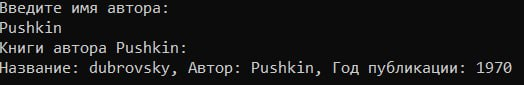 Введите имя автора:
Pushkin
Книги автора Pushkin:
Название: dubrovsky, Автор: Pushkin, Год публикации: 1970